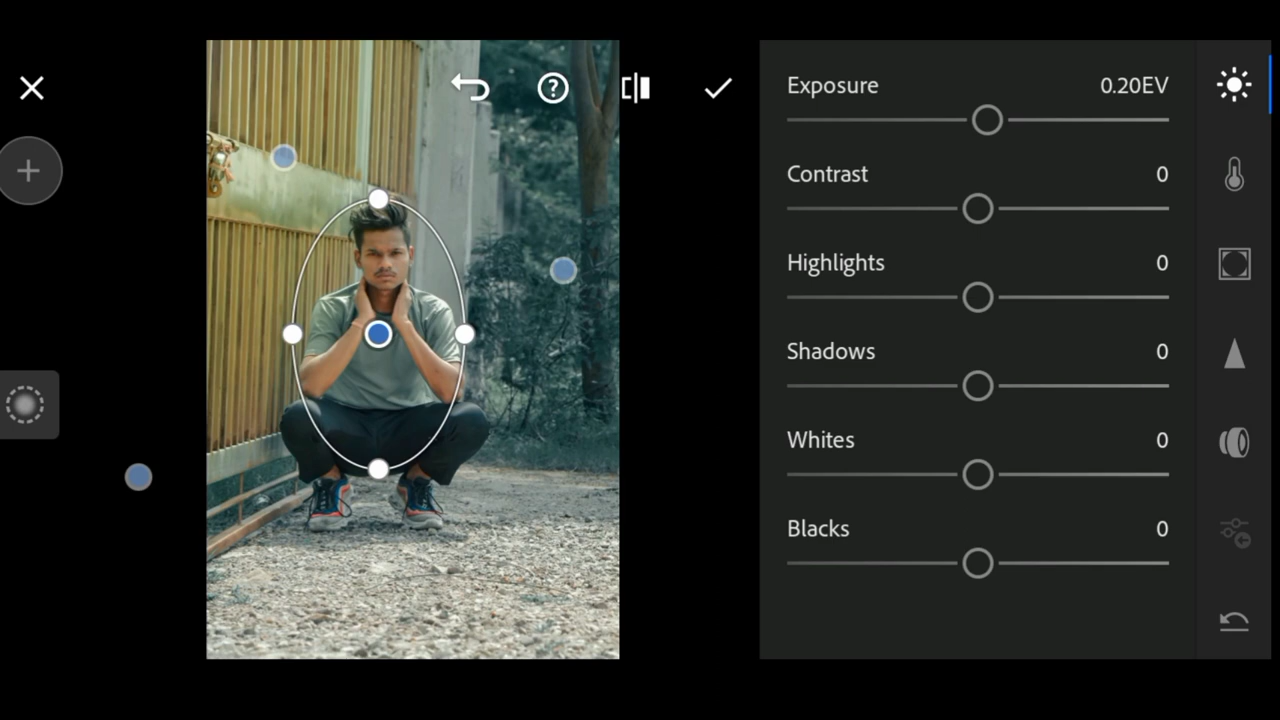 Exposure 0.20EV
Contrast 0
Highlights 0
Shadows 0
Whites 0
Blacks 0